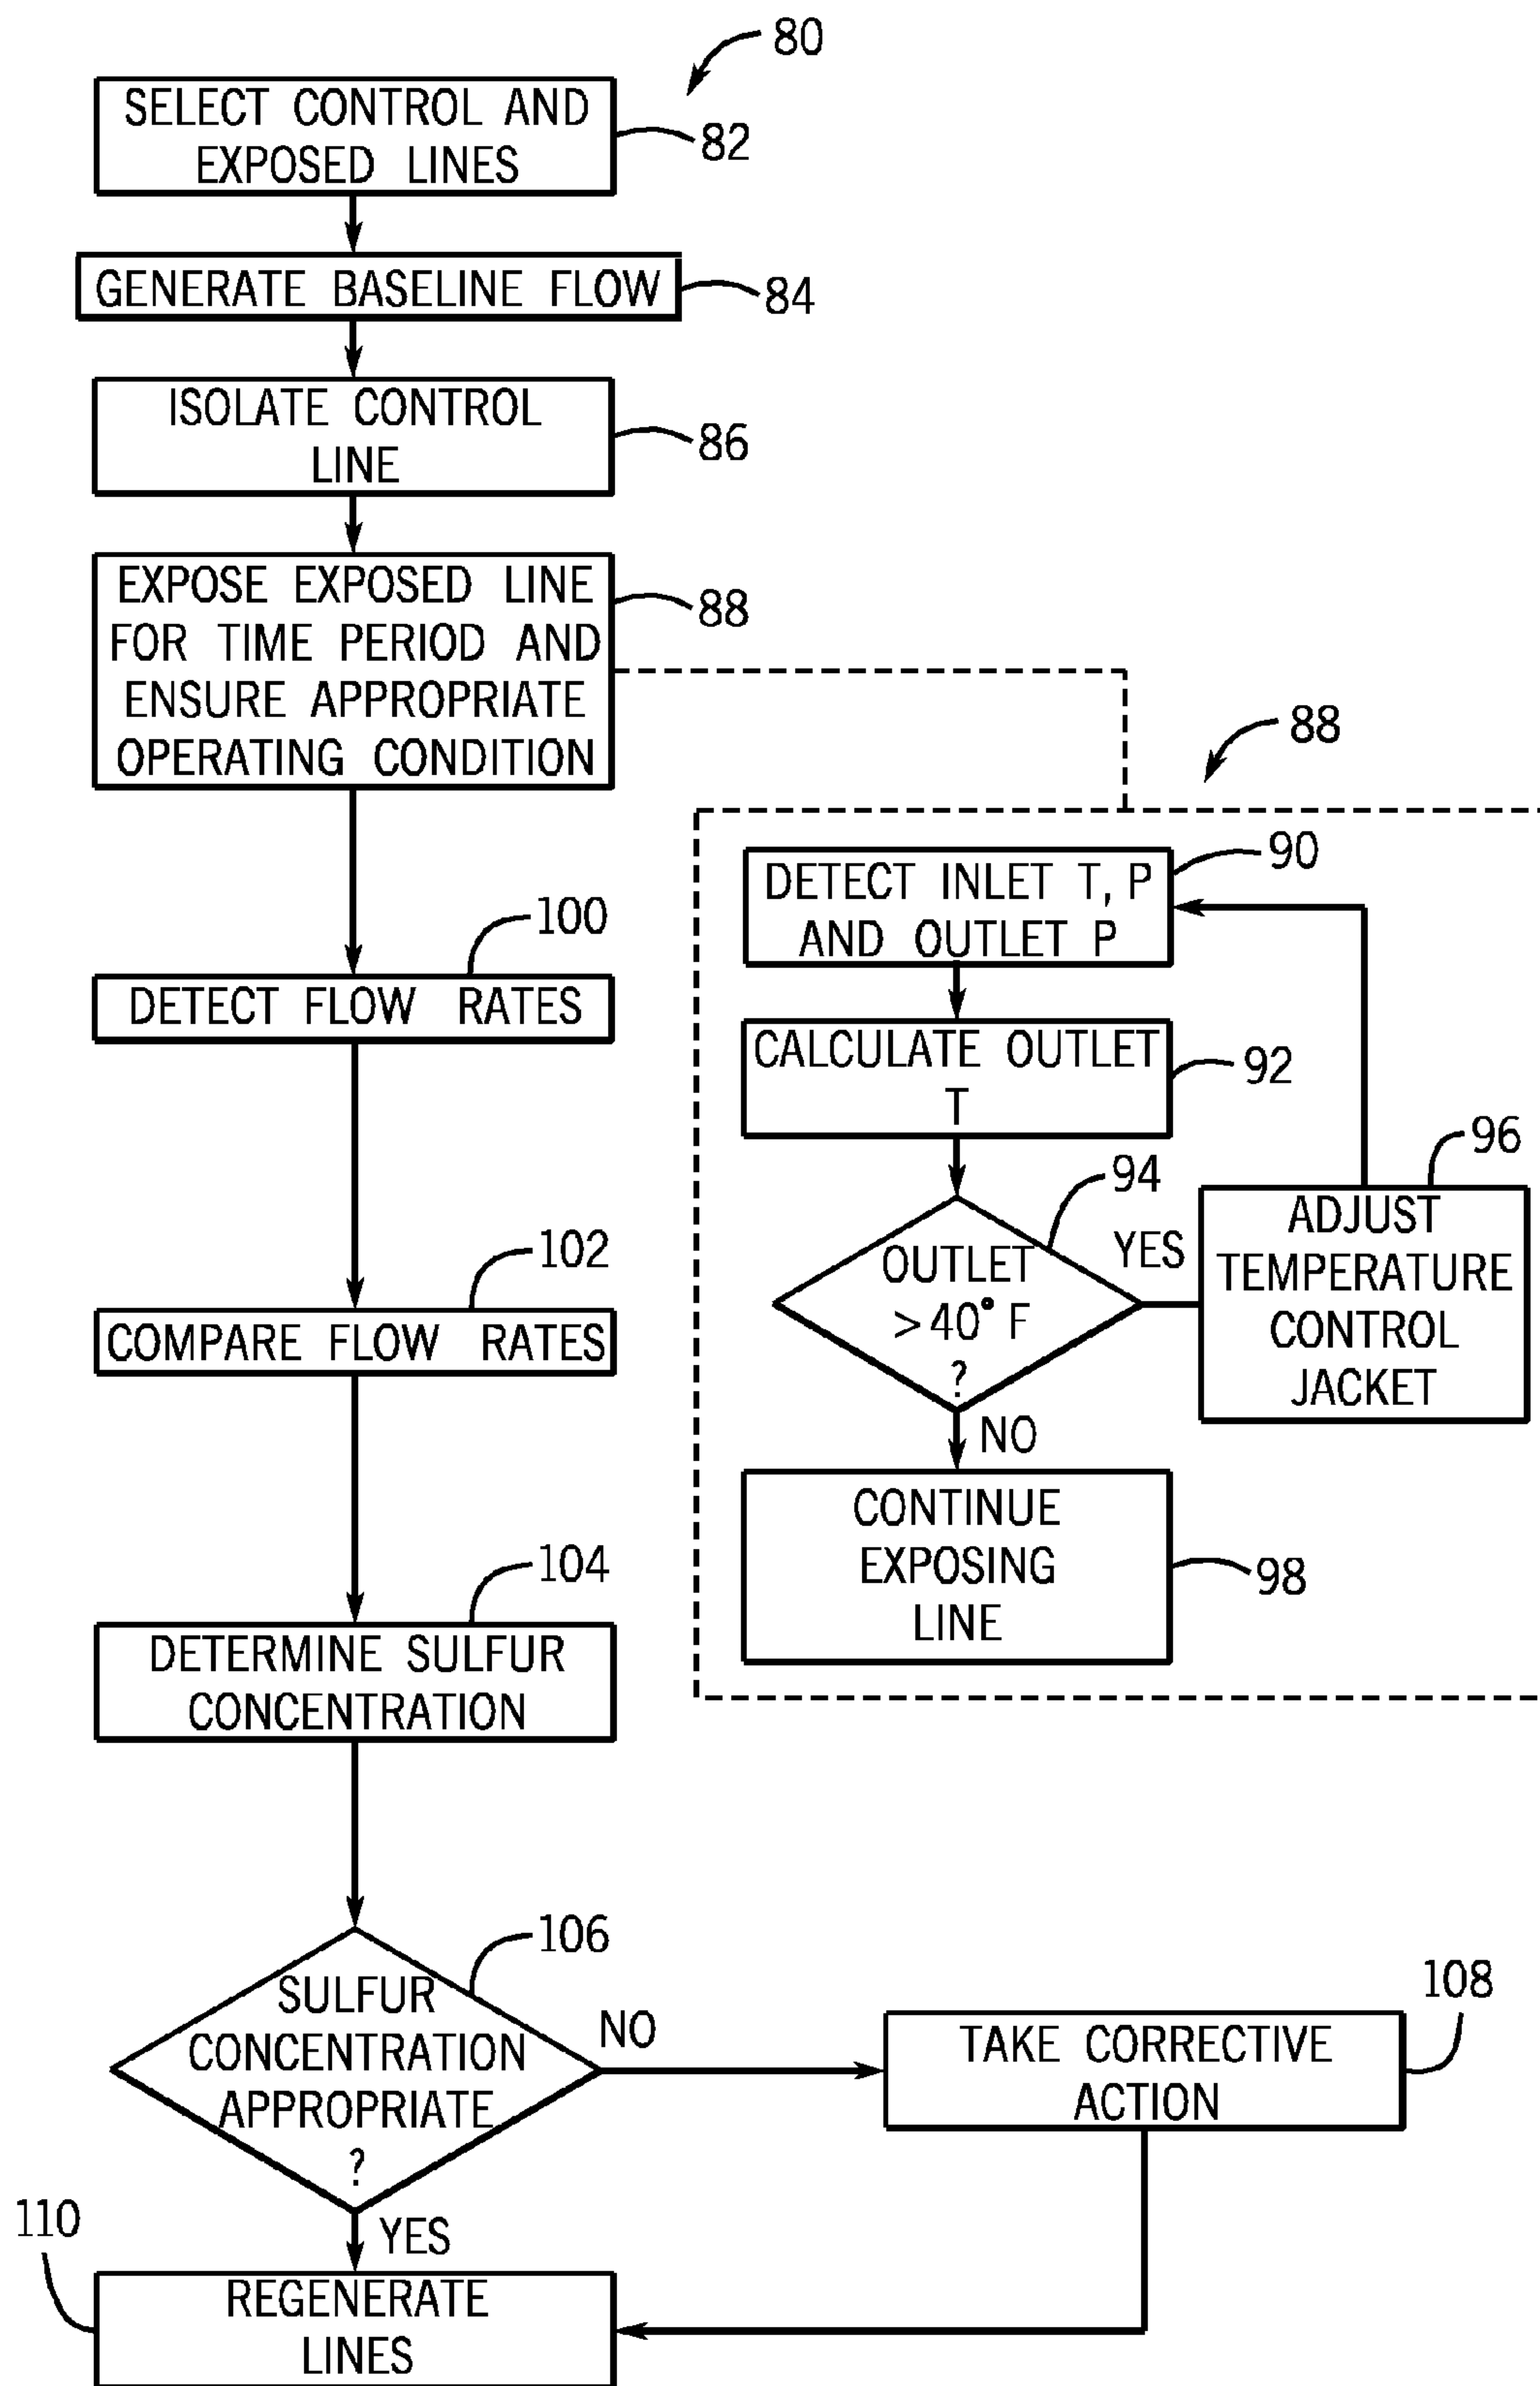 80
SELECT CONTROL AND
EXPOSED LINES
82
GENERATE BASELINE FLOW
84
ISOLATE CONTROL
LINE
86
EXPOSE EXPOSED LINE
FOR TIME PERIOD AND
ENSURE APPROPRIATE
OPERATING CONDITION
88
88
DETECT INLET T, P
AND OUTLET P
90
CALCULATE OUTLET
T
92
OUTLET
>40° F
?
94
YES
ADJUST
TEMPERATURE
CONTROL
JACKET
96
NO
CONTINUE
EXPOSING
LINE
98
100
DETECT FLOW RATES
102
COMPARE FLOW RATES
104
DETERMINE SULFUR
CONCENTRATION
106
SULFUR
CONCENTRATION
APPROPRIATE
?
NO
108
TAKE CORRECTIVE
ACTION
YES
110
REGENERATE
LINES